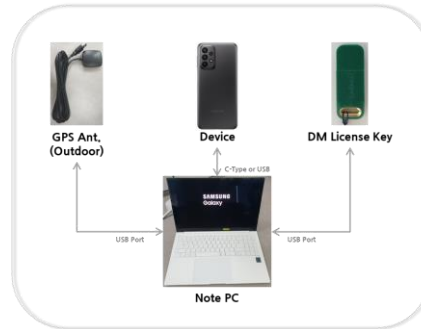 GPS Ant,
(Outdoor)
Device
DM License Key
C-Type or USB
SAMSUNG
Galaxy
USB Port
USB Port
Note PC